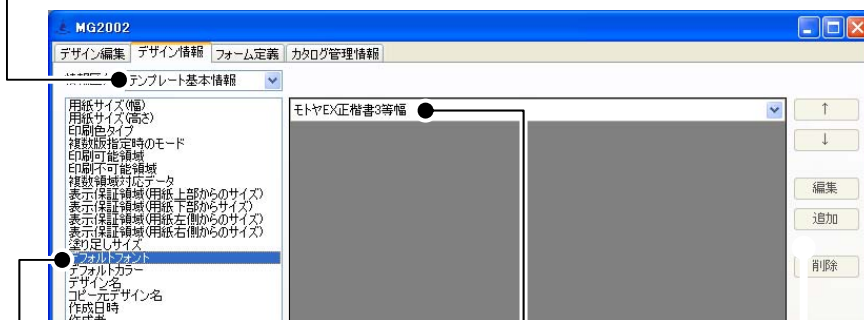 MG2002
デザイン編集 デザイン情報 フォーム定義 カタログ管理情報
テンプレート基本情報
用紙サイズ(幅)
用紙サイズ(高さ)
印刷色タイプ
複数版指定時のモード
印刷可能領域
印刷不可能領域
複数領域対応データ
表示保証領域(用紙上部からのサイズ)
表示保証領域(用紙下部からサイズ)
表示保証領域(用紙左側からのサイズ)
表示保証領域(用紙右側からのサイズ)
塗り足しサイズ
デフォルトフォント
デフォルトカラー
デザイン名
コピー元デザイン名
作成日時
作成者
モトヤEX正楷書3等幅
↑
↓
編集
追加
削除